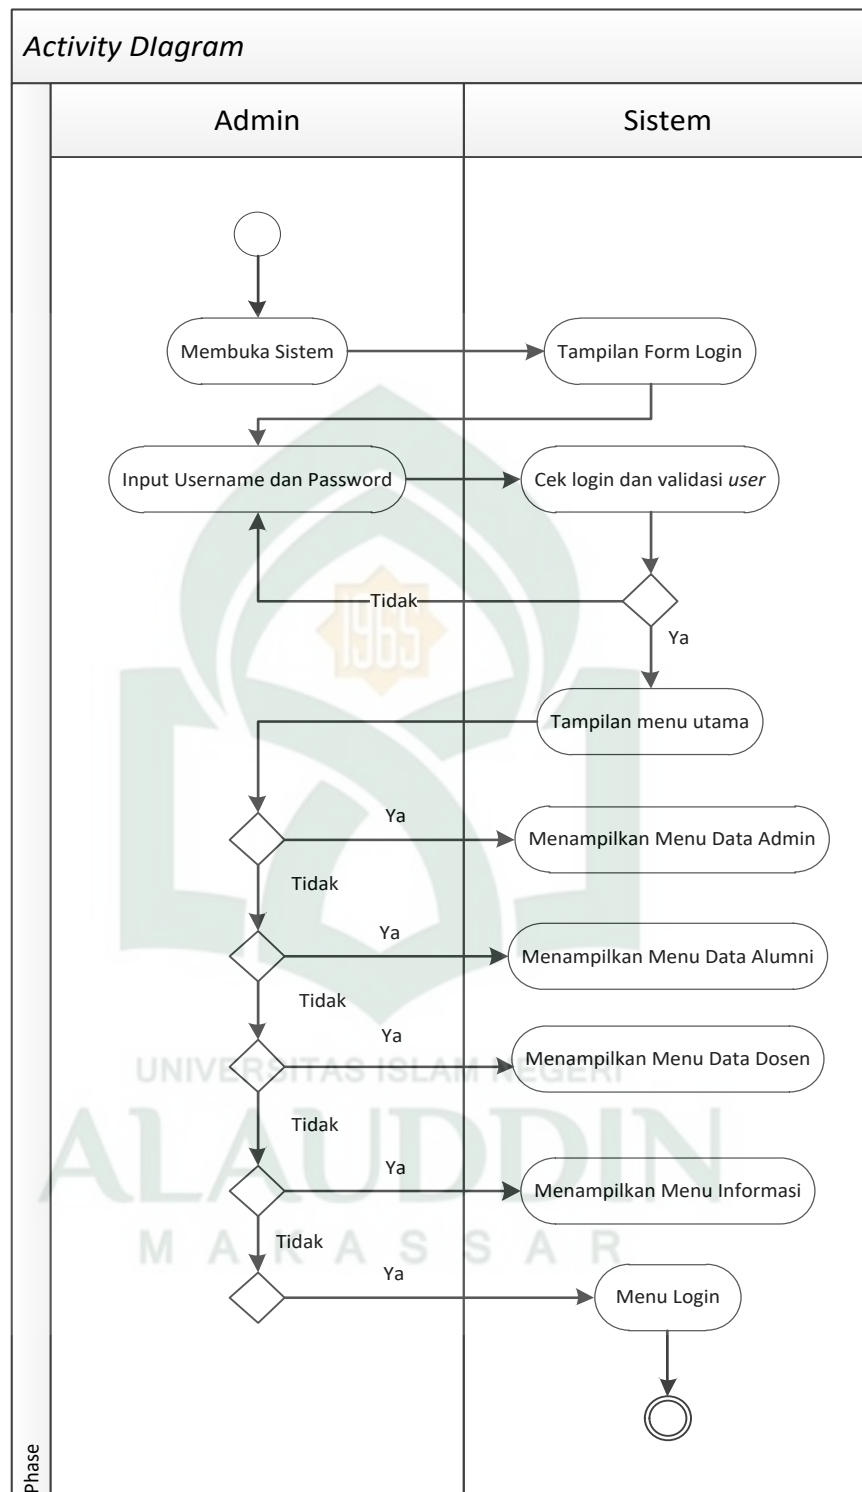 Activity DIagram
Admin
Sistem
Membuka Sistem
Tampilan Form Login
Input Username dan Password
Cek login dan validasi user
Tidak
1965
Ya
Tampilan menu utama
Ya
Menampilkan Menu Data Admin
Tidak
Ya
Menampilkan Menu Data Alumni
Tidak
Ya
Menampilkan Menu Data Dosen
UNIVERSITAS ISLAM NEGERI
Tidak
ALAUDDIN
Ya
Menampilkan Menu Informasi
MAKASSAR
Tidak
Ya
Menu Login
Phase